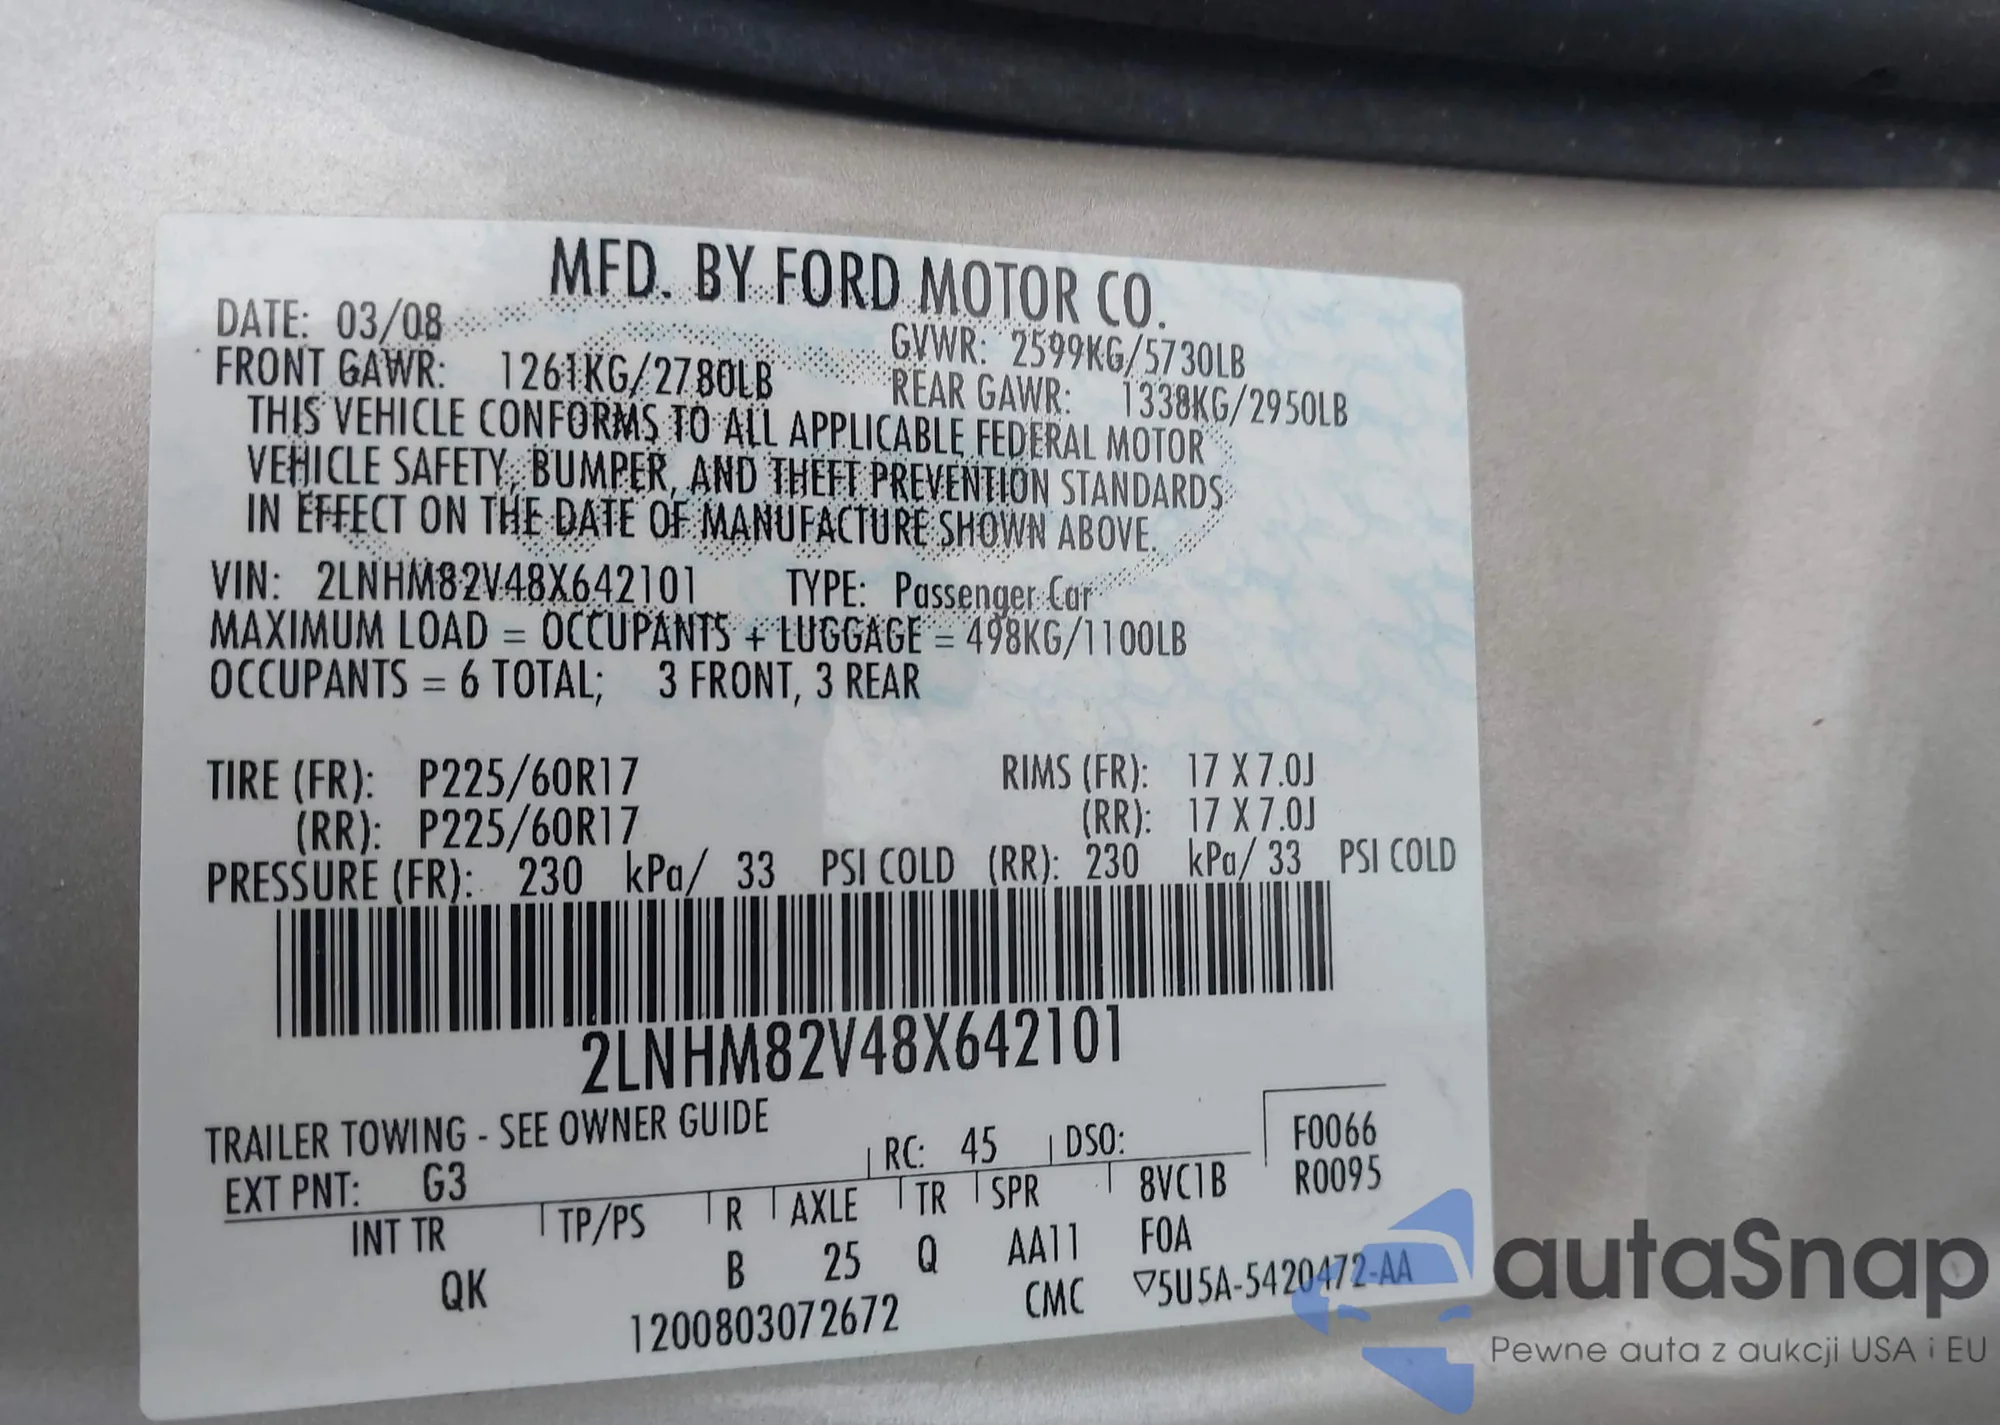 MFD. BY FORD MOTOR CO.
DATE: 03/08 GVWR: 2599KG/5730LB
FRONT GAWR: 1261KG/2780LB REAR GAWR: 1338KG/2950LB
THIS VEHICLE CONFORMS TO ALL APPLICABLE FEDERAL MOTOR
VEHICLE SAFETY, BUMPER, AND THEFT PREVENTION STANDARDS
IN EFFECT ON THE DATE OF MANUFACTURE SHOWN ABOVE.
VIN: 2LNHM82V48X642101 TYPE: Passenger Car
MAXIMUM LOAD = OCCUPANTS + LUGGAGE = 498KG/1100LB
OCCUPANTS = 6 TOTAL; 3 FRONT, 3 REAR
TIRE (FR): P225/60R17 RIMS (FR): 17 X 7.0J
(RR): P225/60R17 (RR): 17 X 7.0J
PRESSURE (FR): 230 kPa/ 33 PSI COLD (RR): 230 kPa/ 33 PSI COLD
2LNHM82V48X642101
TRAILER TOWING - SEE OWNER GUIDE
EXT PNT: G3 RC: 45 DSO: F0066
R0095
INT TR TP/PS R AXLE TR SPR 8VC1B
QK B 25 Q AA11 FOA
1200803072672 CMC ▽5U5A-5420472-AA
autaSnap
Pewne auta z aukcji USA i EU